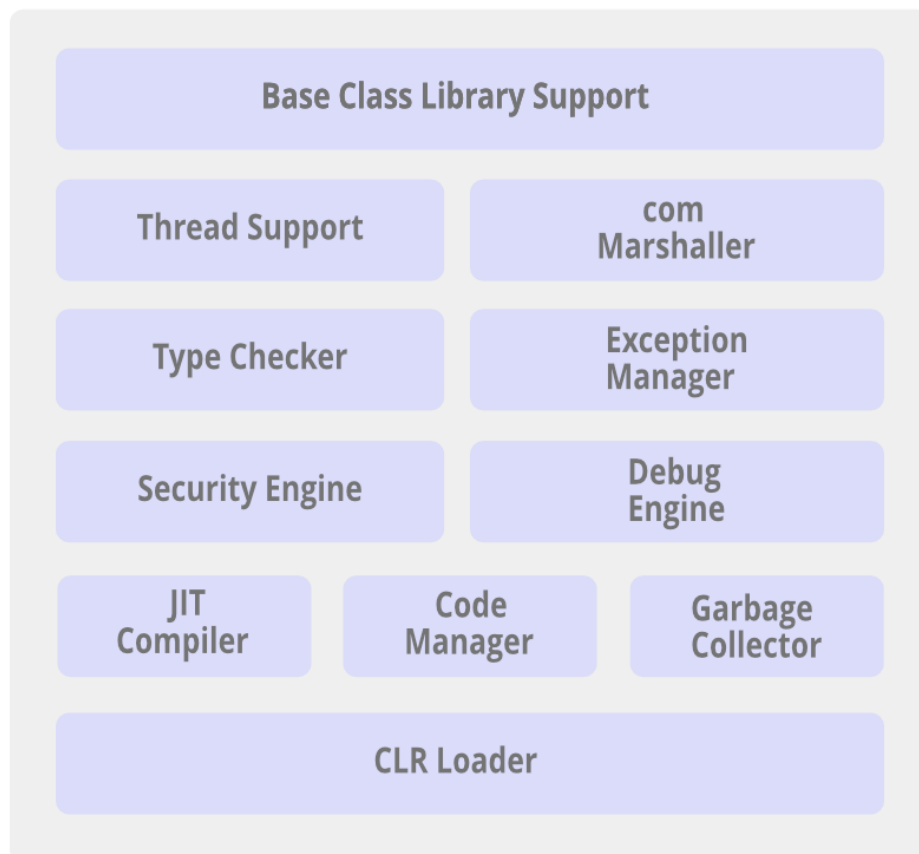 Base Class Library Support
Thread Support
com
Marshaller
Type Checker
Exception
Manager
Security Engine
Debug
Engine
JIT
Compiler
Code
Manager
Garbage
Collector
CLR Loader